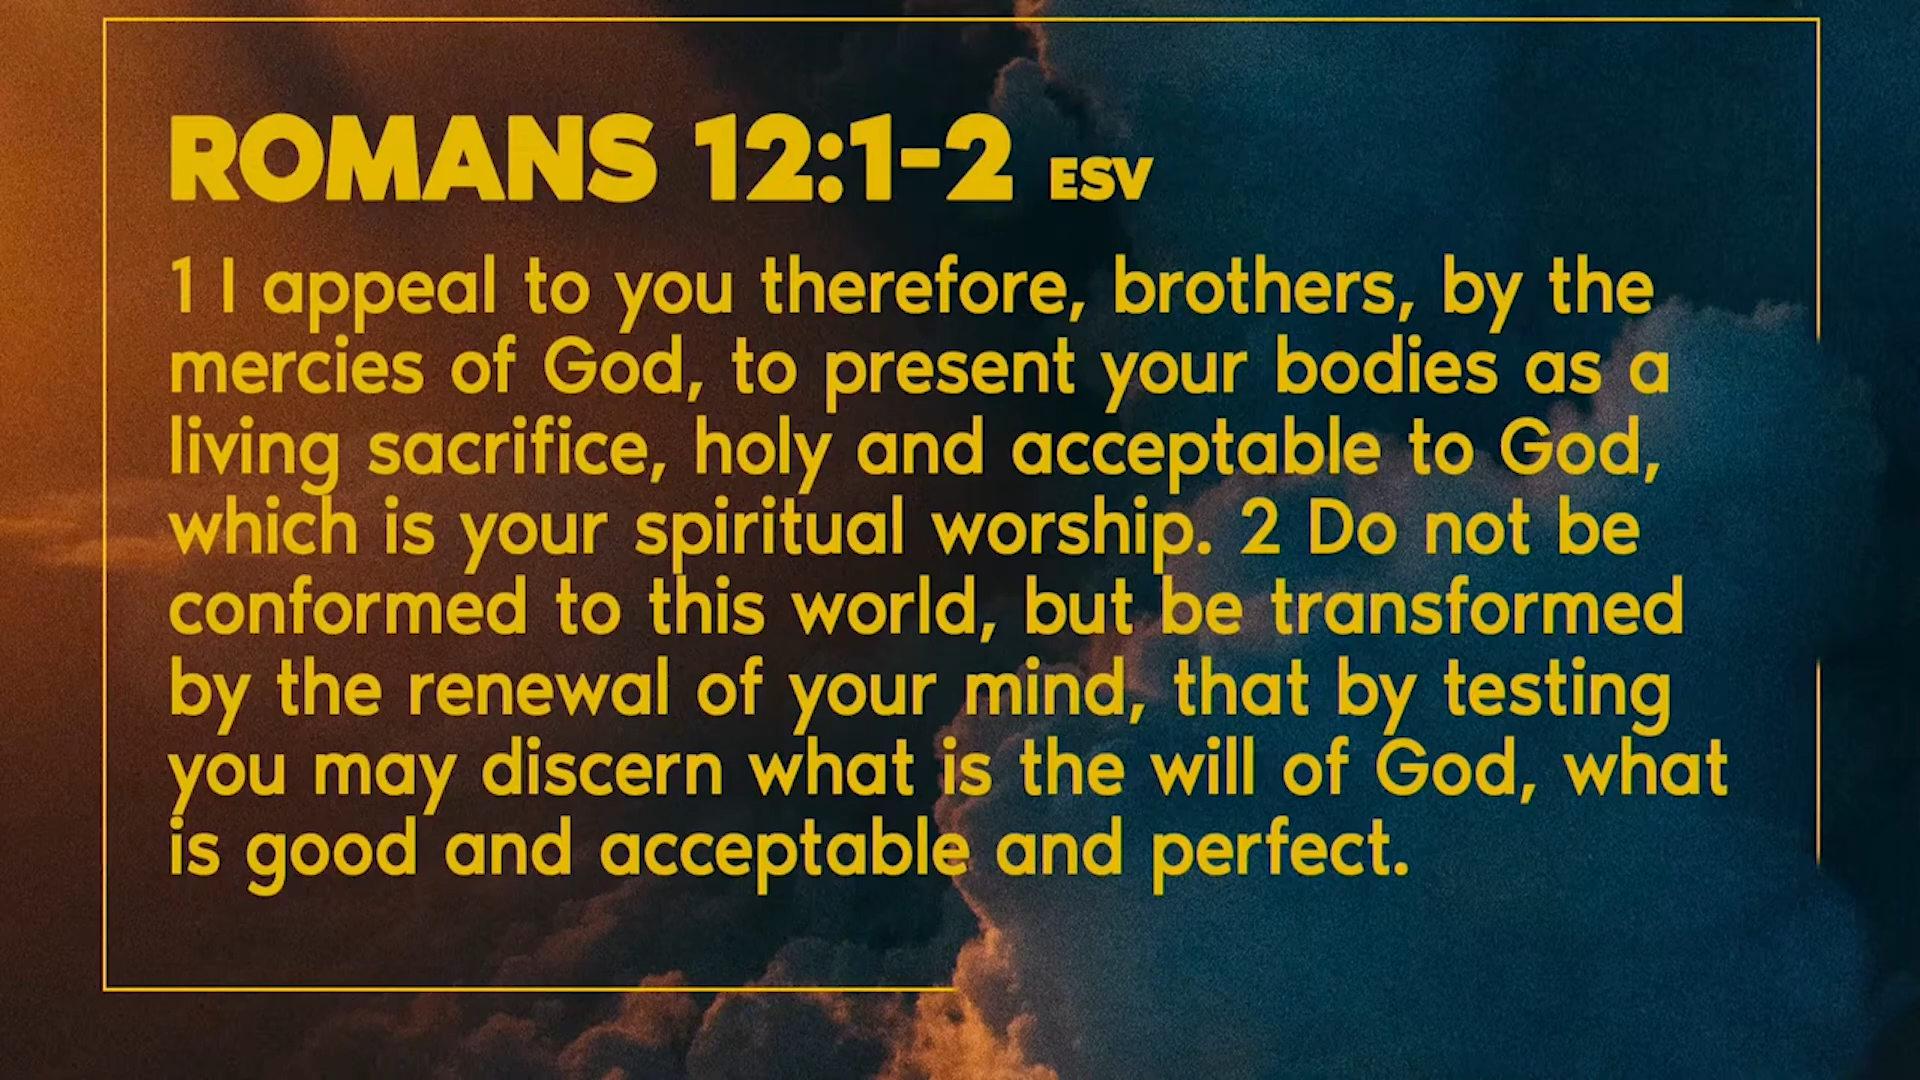 ROMANS 12:1-2 ESV
1 I appeal to you therefore, brothers, by the
mercies of God, to present your bodies as a
living sacrifice, holy and acceptable to God,
which is your spiritual worship. 2 Do not be
conformed to this world, but be transformed
by the renewal of your mind, that by testing
you may discern what is the will of God, what
is good and acceptable and perfect.